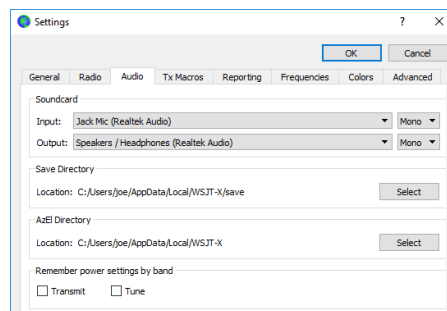 Settings
?
OK Cancel
General Radio Audio Tx Macros Reporting Frequencies Colors Advanced
Soundcard
Input: Jack Mic (Realtek Audio) Mono
Output: Speakers / Headphones (Realtek Audio) Mono
Save Directory
Location: C:/Users/joe/AppData/Local/WSJT-X/save Select
AzEl Directory
Location: C:/Users/joe/AppData/Local/WSJT-X Select
Remember power settings by band
Transmit Tune